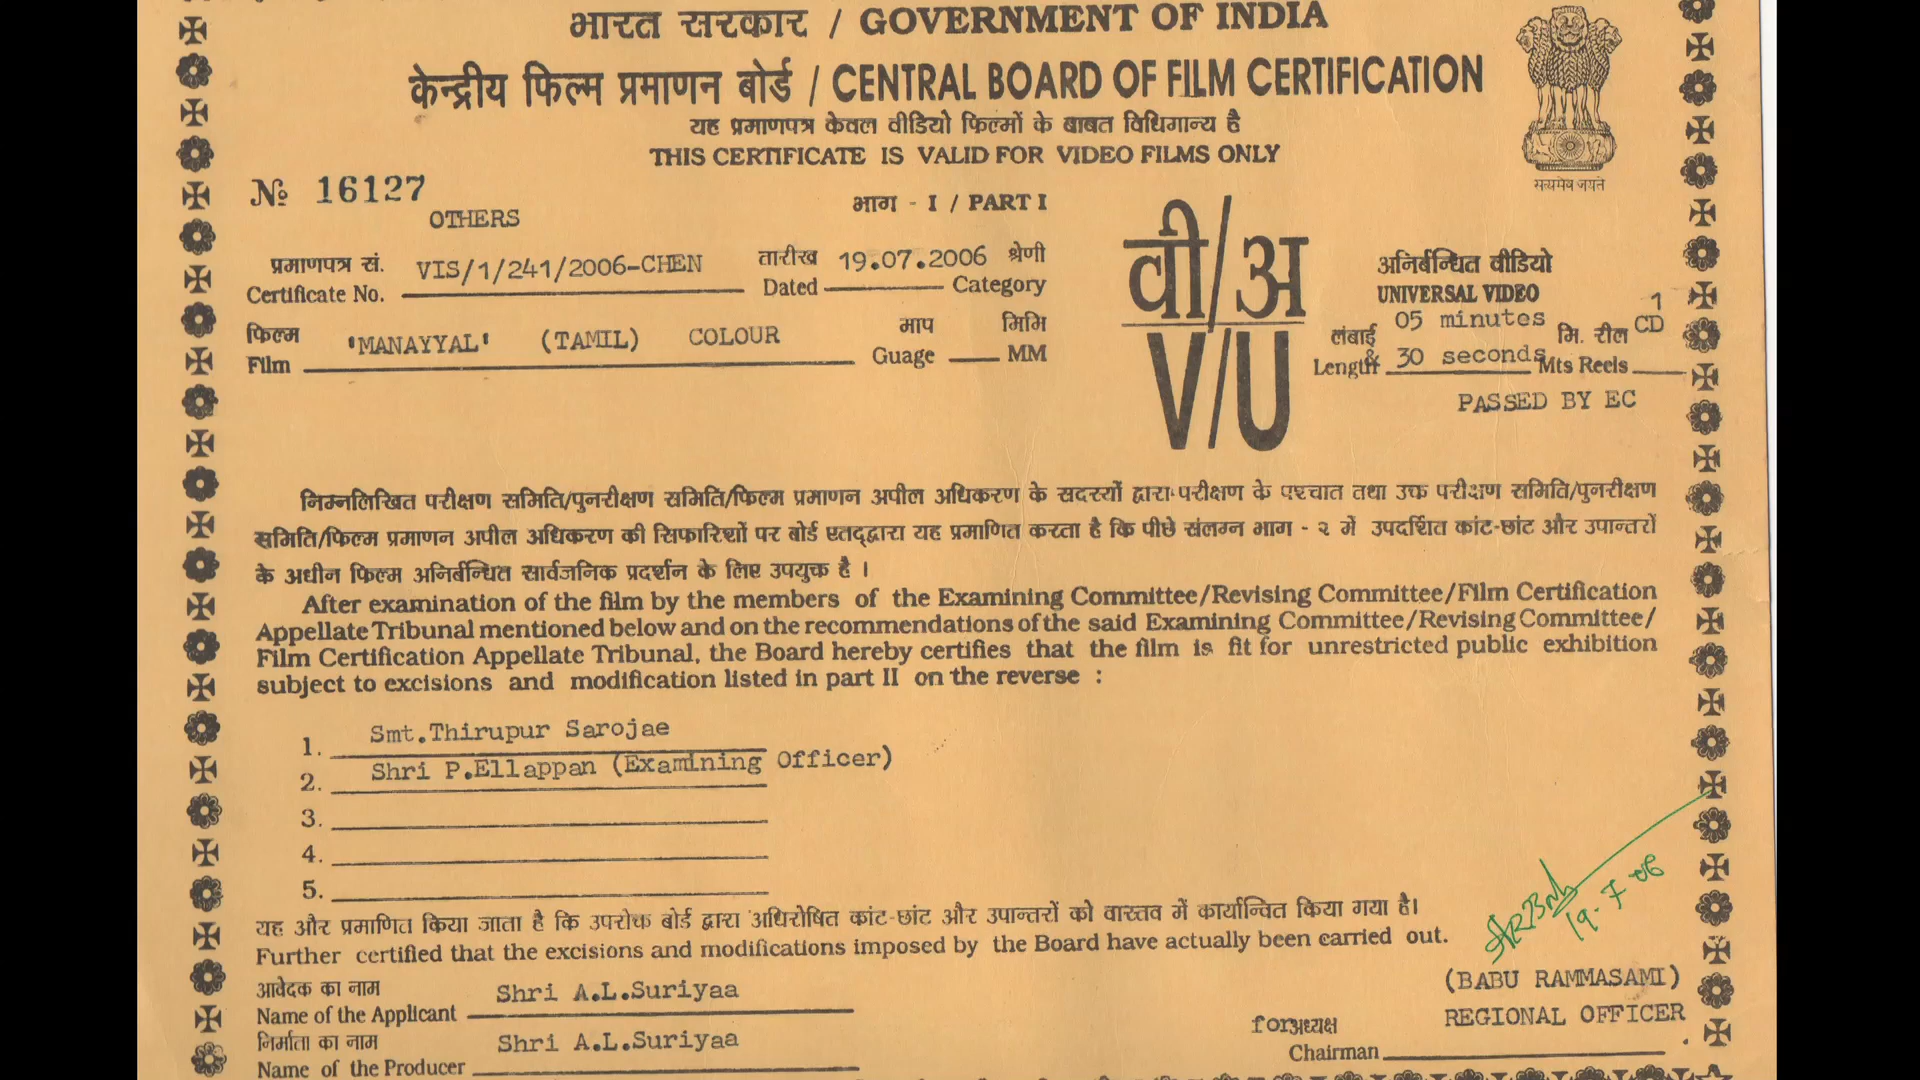 भारत सरकार / GOVERNMENT OF INDIA
केन्द्रीय फिल्म प्रमाणन बोर्ड / CENTRAL BOARD OF FILM CERTIFICATION
यह प्रमाणपत्र केवल वीडियो फिल्मों के बाबत विधिमान्य है
THIS CERTIFICATE IS VALID FOR VIDEO FILMS ONLY
सत्यमेव जयते
№ 16127
OTHERS
भाग - I / PART I
प्रमाणपत्र सं. VIS/1/241/2006-CHEN तारीख 19.07.2006 श्रेणी
Certificate No. Dated Category
वी/अ
V/U
अनिर्बन्धित वीडियो
UNIVERSAL VIDEO
फिल्म 'MANAYYAL' (TAMIL) COLOUR माप मिमि
Film Guage MM
लंबाई 05 minutes मि. रील 1 CD
Length & 30 seconds Mts Reels
PASSED BY EC
निम्नलिखित परीक्षण समिति/पुनरीक्षण समिति/फिल्म प्रमाणन अपील अधिकरण के सदस्यों द्वारा परीक्षण के पश्चात तथा उक्त परीक्षण समिति/पुनरीक्षण
समिति/फिल्म प्रमाणन अपील अधिकरण की सिफारिशों पर बोर्ड एतद्द्वारा यह प्रमाणित करता है कि पीछे संलग्न भाग - २ में उपदर्शित कांट-छांट और उपान्तरों
के अधीन फिल्म अनिर्बन्धित सार्वजनिक प्रदर्शन के लिए उपयुक्त है ।
After examination of the film by the members of the Examining Committee/Revising Committee/Film Certification
Appellate Tribunal mentioned below and on the recommendations of the said Examining Committee/Revising Committee/
Film Certification Appellate Tribunal, the Board hereby certifies that the film is fit for unrestricted public exhibition
subject to excisions and modification listed in part II on the reverse :
1. Smt.Thirupur Sarojae
2. Shri P.Ellappan (Examining Officer)
3.
4.
5.
यह और प्रमाणित किया जाता है कि उपरोक्त बोर्ड द्वारा अधिरोषित कांट-छांट और उपान्तरों को वास्तव में कार्यान्वित किया गया है।
Further certified that the excisions and modifications imposed by the Board have actually been carried out.
19-7-06
(BABU RAMMASAMI)
REGIONAL OFFICER
आवेदक का नाम Shri A.L.Suriyaa
Name of the Applicant
for अध्यक्ष
Chairman
निर्माता का नाम Shri A.L.Suriyaa
Name of the Producer